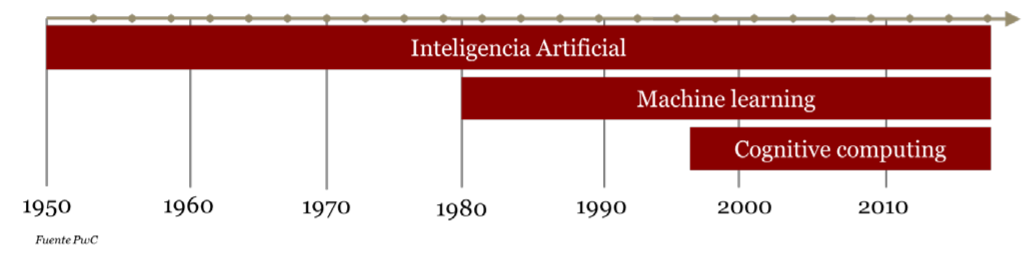 Inteligencia Artificial
Machine learning
Cognitive computing
1950 1960 1970 1980 1990 2000 2010
Fuente PwC